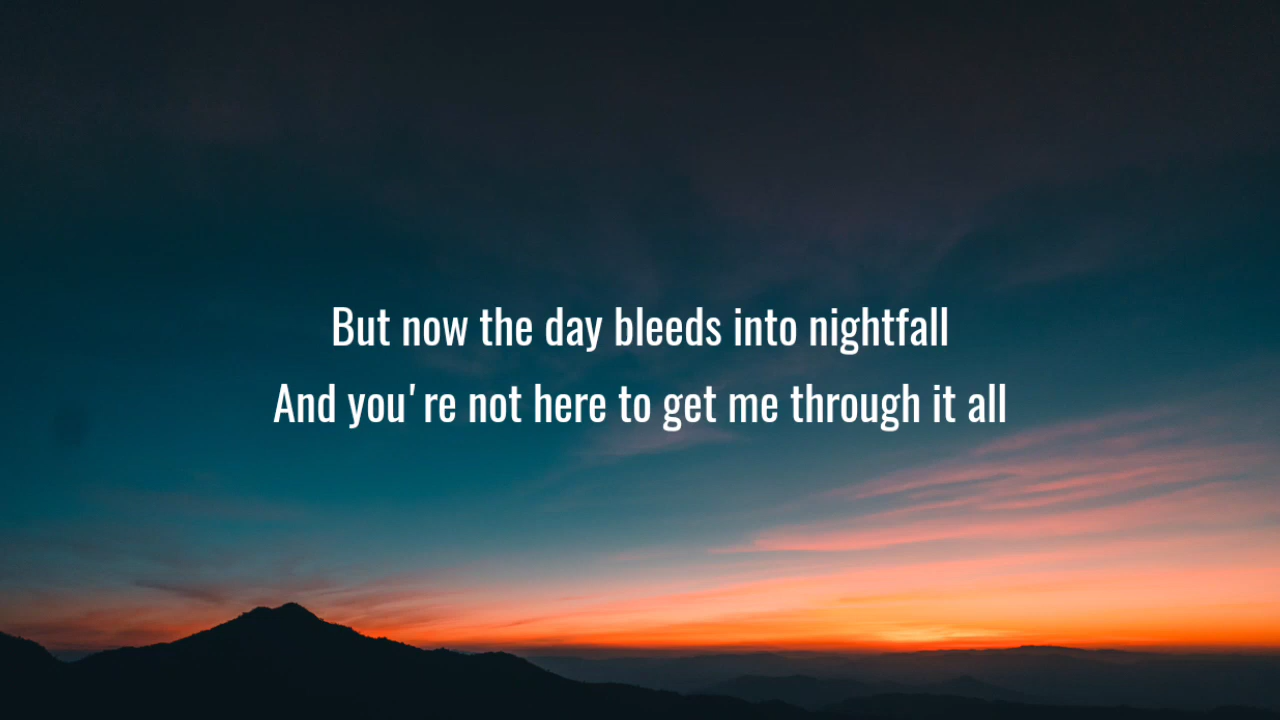 But now the day bleeds into nightfall
And you're not here to get me through it all